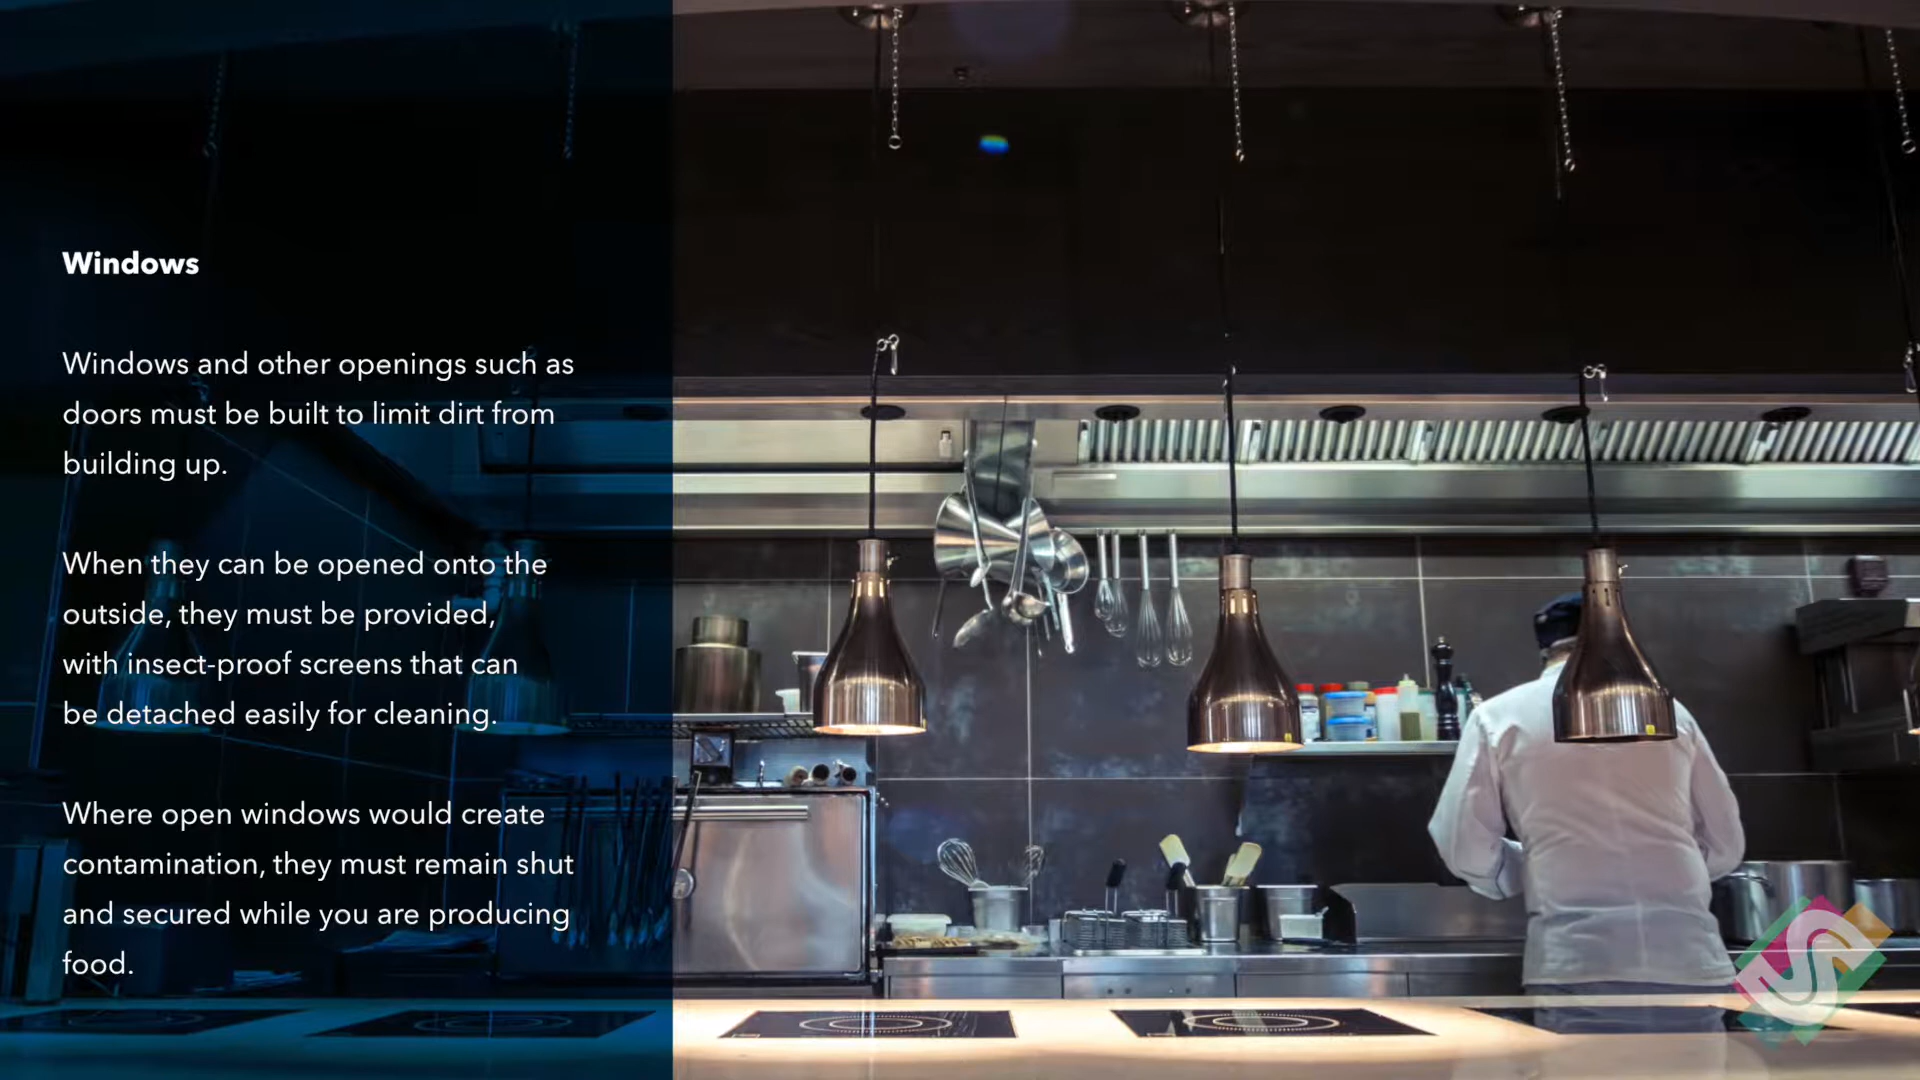 Windows
Windows and other openings such as
doors must be built to limit dirt from
building up.
When they can be opened onto the
outside, they must be provided,
with insect-proof screens that can
be detached easily for cleaning.
Where open windows would create
contamination, they must remain shut
and secured while you are producing
food.